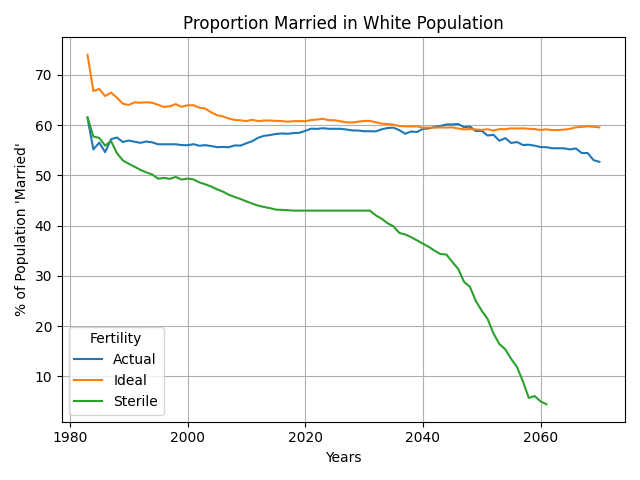 Proportion Married in White Population
% of Population 'Married'
70
60
50
40
30
20
10
Fertility
Actual
Ideal
Sterile
1980
2000
2020
2040
2060
Years